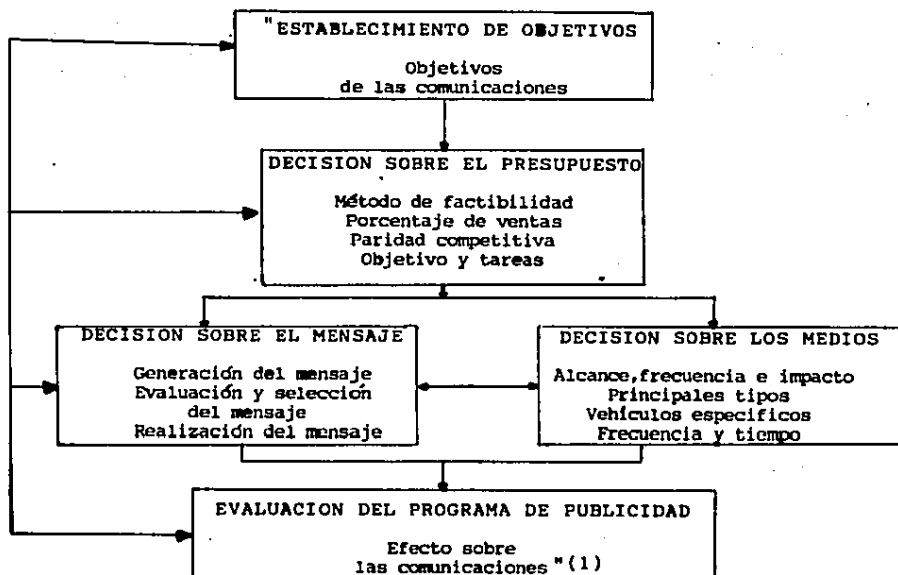 "ESTABLECIMIENTO DE OBJETIVOS
Objetivos
de las comunicaciones
DECISION SOBRE EL PRESUPUESTO
Método de factibilidad
Porcentaje de ventas
Paridad competitiva
Objetivo y tareas
DECISION SOBRE EL MENSAJE
Generación del mensaje
Evaluación y selección
del mensaje
Realización del mensaje
DECISION SOBRE LOS MEDIOS
Alcance,frecuencia e impacto
Principales tipos
Vehículos especificos
Frecuencia y tiempo
EVALUACION DEL PROGRAMA DE PUBLICIDAD
Efecto sobre
las comunicaciones"(1)